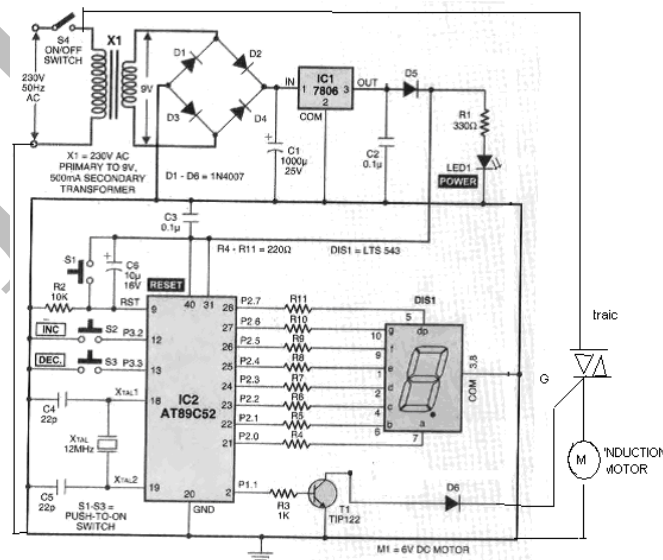 S4
ON/OFF
SWITCH
X1
230V
50Hz
AC
9V
D1
D2
D3
D4
IN
1
IC1
7806
3
OUT
2
COM
D5
R1
330Ω
C1
1000µ
25V
C2
0.1µ
LED1
POWER
X1 = 230V AC
PRIMARY TO 9V,
500mA SECONDARY
TRANSFORMER
D1 - D6 = 1N4007
C3
0.1µ
R4 - R11 = 220Ω
DIS1 = LTS 543
S1
C6
10µ
16V
RESET
R2
10K
RST
9
40
31
INC
S2
P3.2
12
DEC.
S3
P3.3
13
XTAL1
18
C4
22p
XTAL
12MHz
XTAL2
19
C5
22p
S1-S3 =
PUSH-TO-ON
SWITCH
IC2
AT89C52
20
GND
28
P2.7
R11
27
P2.6
R10
26
P2.5
R9
25
P2.4
R8
24
P2.3
R7
23
P2.2
R6
22
P2.1
R5
21
P2.0
R4
2
P1.1
R3
1K
T1
TIP122
D6
DIS1
5
dp
10
g
9
f
1
e
2
d
4
c
6
b
a
7
COM
3,8
traic
G
M
INDUCTION
MOTOR
M1 = 6V DC MOTOR